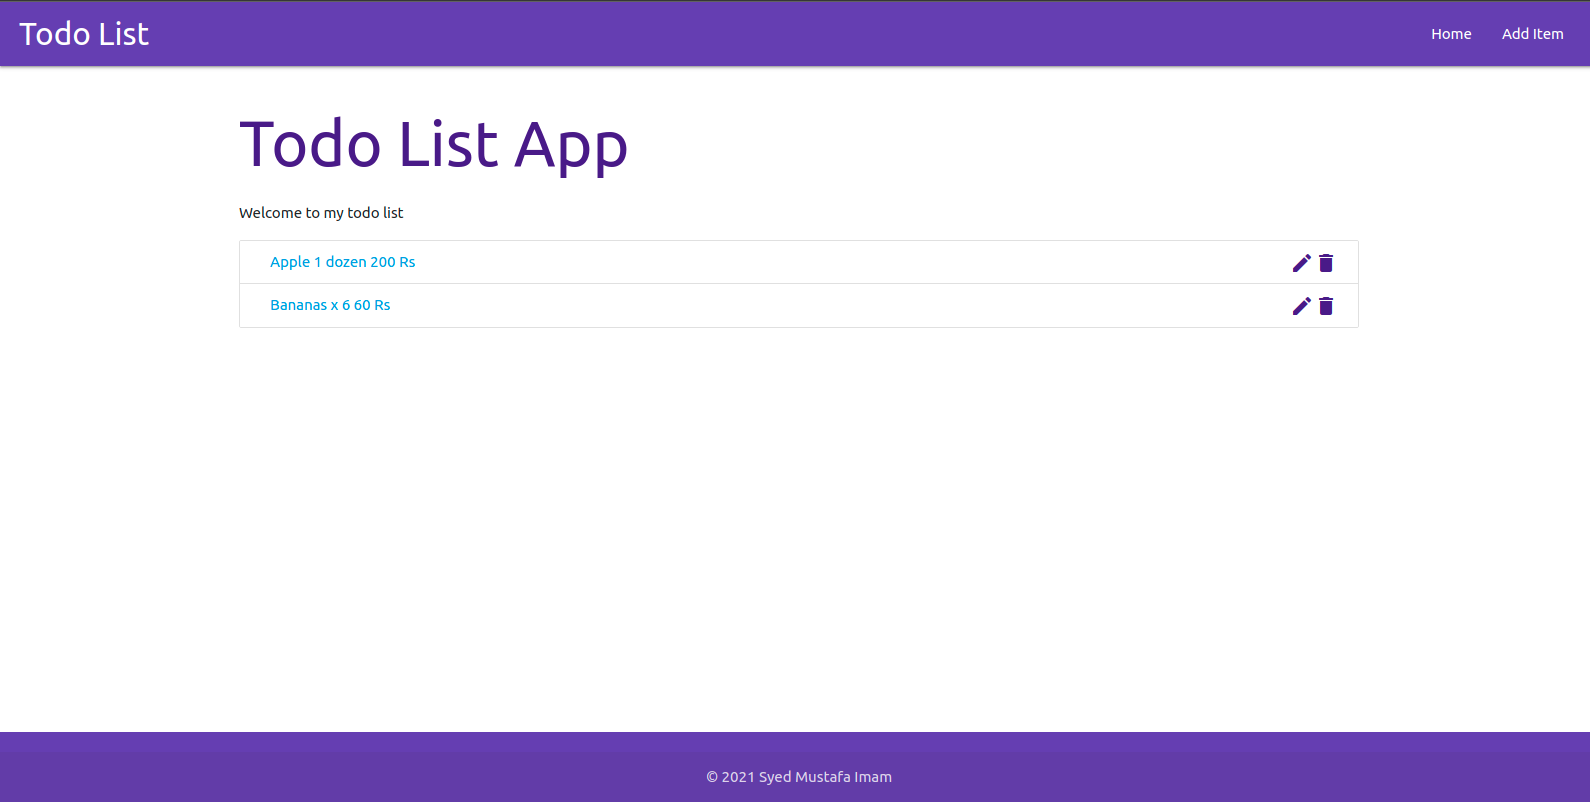 Todo List
Home Add Item
Todo List App
Welcome to my todo list
Apple 1 dozen 200 Rs
Bananas x 6 60 Rs
© 2021 Syed Mustafa Imam